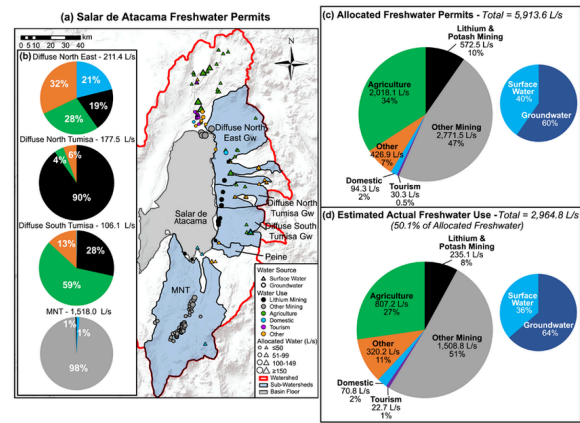 (a) Salar de Atacama Freshwater Permits
0 5 10 20 30 40 km
N
(b) Diffuse North East - 211.4 L/s
32%
21%
28%
19%
Diffuse North Tumisa - 177.5 L/s
4%
6%
90%
Diffuse South Tumisa - 106.1 L/s
13%
28%
59%
MNT - 1,518.0 L/s
1%
1%
98%
Diffuse North
East Gw
Salar de
Atacama
Diffuse North
Tumisa Gw
Diffuse South
Tumisa Gw
Peine
MNT
Water Source
Surface Water
Groundwater
Water Use
Lithium Mining
Other Mining
Agriculture
Domestic
Tourism
Other
Allocated Water (L/s)
≤50
51-99
100-149
≥150
Watershed
Sub-Watersheds
Basin Floor
(c) Allocated Freshwater Permits - Total = 5,913.6 L/s
Lithium &
Potash Mining
572.5 L/s
10%
Agriculture
2,018.1 L/s
34%
Other Mining
2,771.5 L/s
47%
Other
426.9 L/s
7%
Domestic
94.3 L/s
2%
Tourism
30.3 L/s
0.5%
Surface
Water
40%
Groundwater
60%
(d) Estimated Actual Freshwater Use - Total = 2,964.8 L/s
(50.1% of Allocated Freshwater)
Lithium &
Potash Mining
235.1 L/s
8%
Agriculture
807.2 L/s
27%
Other
320.2 L/s
11%
Other Mining
1,508.8 L/s
51%
Domestic
70.8 L/s
2%
Tourism
22.7 L/s
1%
Surface
Water
36%
Groundwater
64%